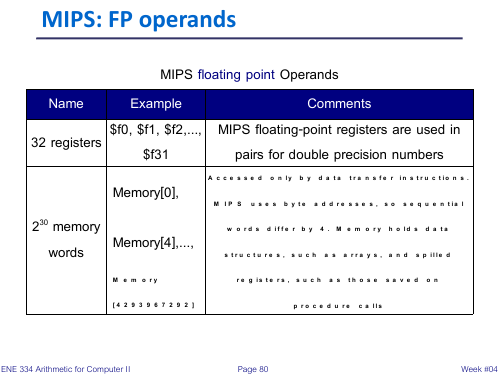 MIPS: FP operands
MIPS floating point Operands
Name Example Comments
32 registers
$f0, $f1, $f2,...,
$f31
MIPS floating-point registers are used in
pairs for double precision numbers
2^30 memory
words
Memory[0],
Memory[4],...,
Memory
[4293967292]
Accessed only by data transfer instructions.
MIPS uses byte addresses, so sequential
words differ by 4. Memory holds data
structures, such as arrays, and spilled
registers, such as those saved on
procedure calls
ENE 334 Arithmetic for Computer II Page 80 Week #04